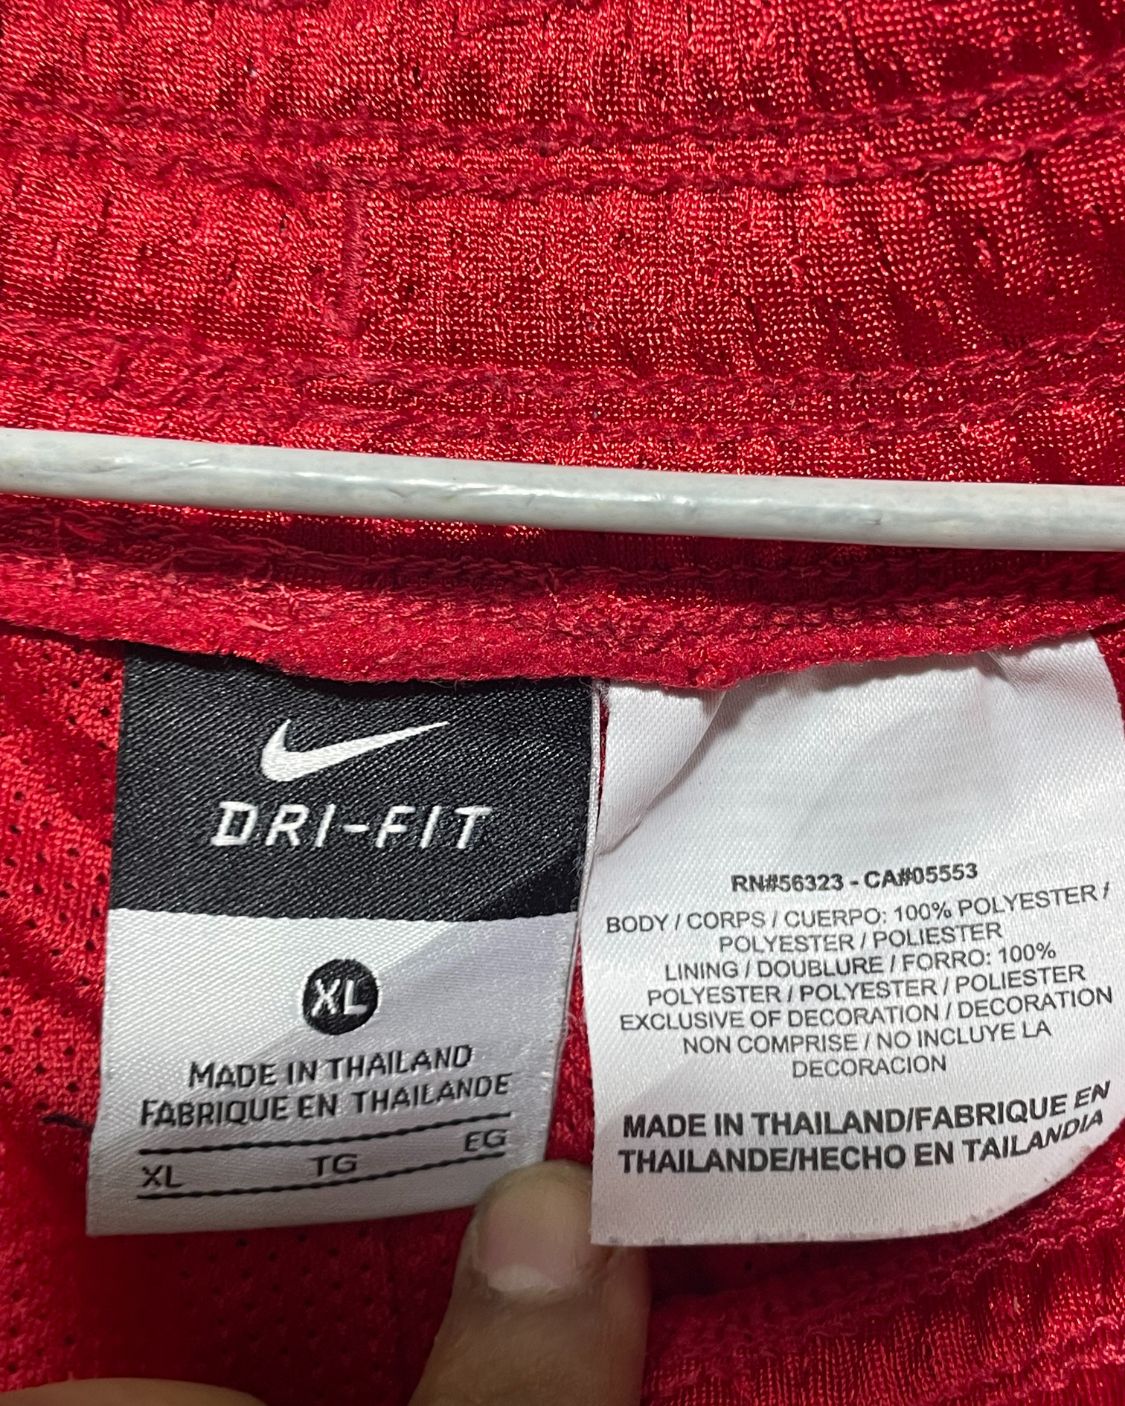 DRI-FIT
XL
MADE IN THAILAND
FABRIQUE EN THAILANDE
XL TG EG
RN#56323 - CA#05553
BODY / CORPS / CUERPO: 100% POLYESTER /
POLYESTER / POLIESTER
LINING / DOUBLURE / FORRO: 100%
POLYESTER / POLYESTER / POLIESTER
EXCLUSIVE OF DECORATION / DECORATION
NON COMPRISE / NO INCLUYE LA
DECORACION
MADE IN THAILAND/FABRIQUE EN
THAILANDE/HECHO EN TAILANDIA